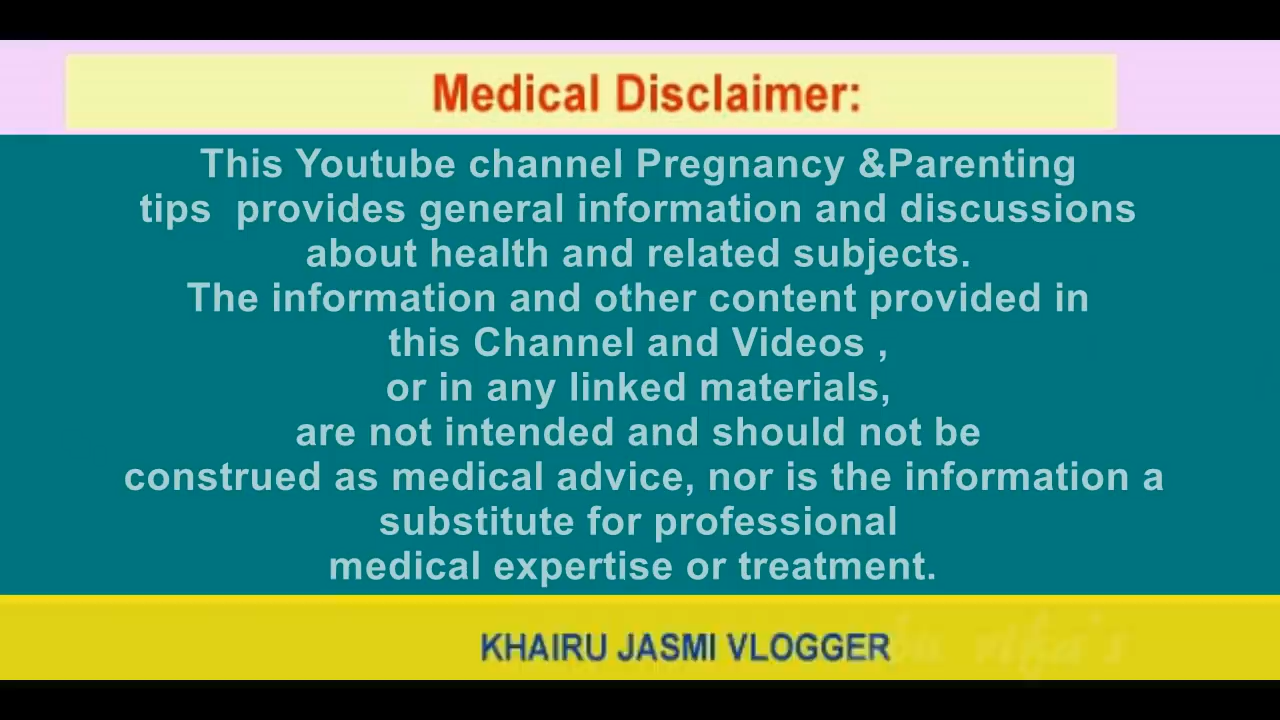 Medical Disclaimer:
This Youtube channel Pregnancy &Parenting
tips  provides general information and discussions
about health and related subjects.
The information and other content provided in
this Channel and Videos ,
or in any linked materials,
are not intended and should not be
construed as medical advice, nor is the information a
substitute for professional
medical expertise or treatment.
KHAIRU JASMI VLOGGER